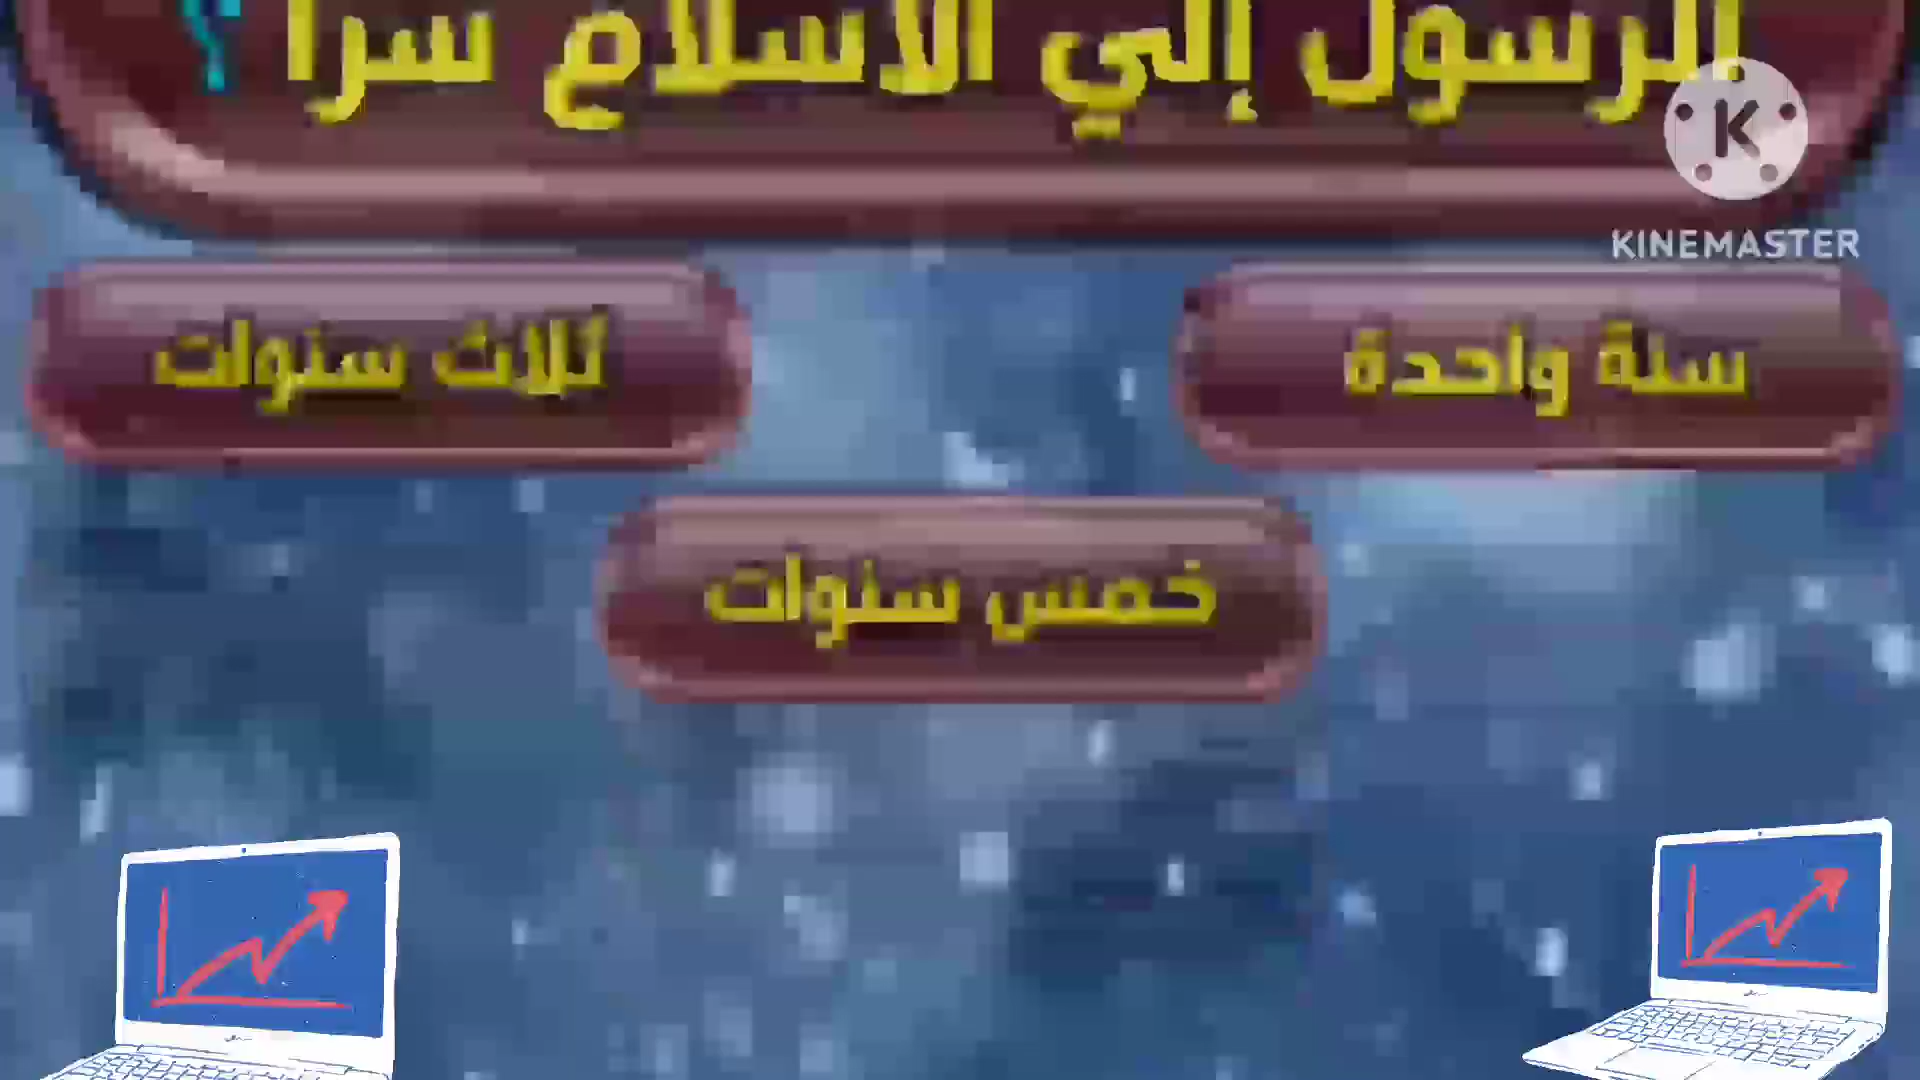 الرسول إلي الاسلام سراً ؟
K
KINEMASTER
سنة واحدة
ثلاث سنوات
خمس سنوات